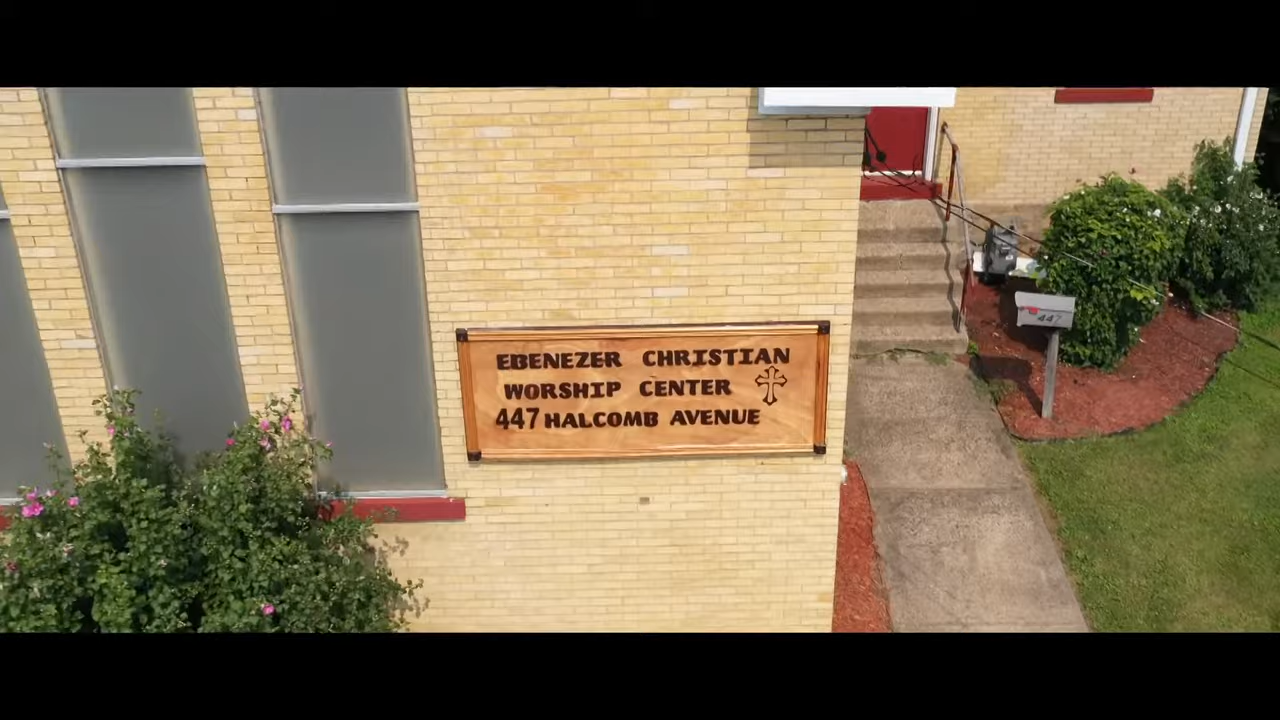 EBENEZER CHRISTIAN
WORSHIP CENTER
447 HALCOMB AVENUE
447